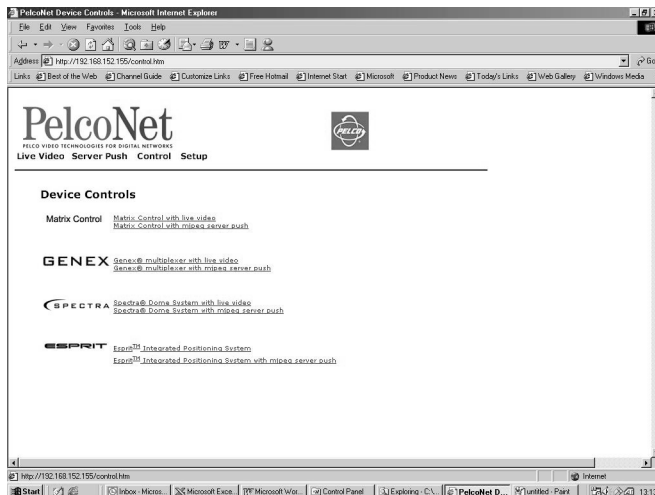 PelcoNet Device Controls - Microsoft Internet Explorer
File Edit View Favorites Tools Help
Address http://192.168.152.155/control.htm Go
Links Best of the Web Channel Guide Customize Links Free Hotmail Internet Start Microsoft Product News Today's Links Web Gallery Windows Media
PelcoNet
PELCO VIDEO TECHNOLOGIES FOR DIGITAL NETWORKS
PELCO
Live Video Server Push Control Setup
Device Controls
Matrix Control Matrix Control with live video
Matrix Control with mjpeg server push
GENEX Genex® multiplexer with live video
Genex® multiplexer with mjpeg server push
SPECTRA Spectra® Dome System with live video
Spectra® Dome System with mjpeg server push
ESPRIT Esprit™ Integrated Positioning System
Esprit™ Integrated Positioning System with mjpeg server push
http://192.168.152.155/control.htm Internet
Start Inbox - Micros... Microsoft Exce... Microsoft Wor... Control Panel Exploring - C:\... PelcoNet D... untitled - Paint